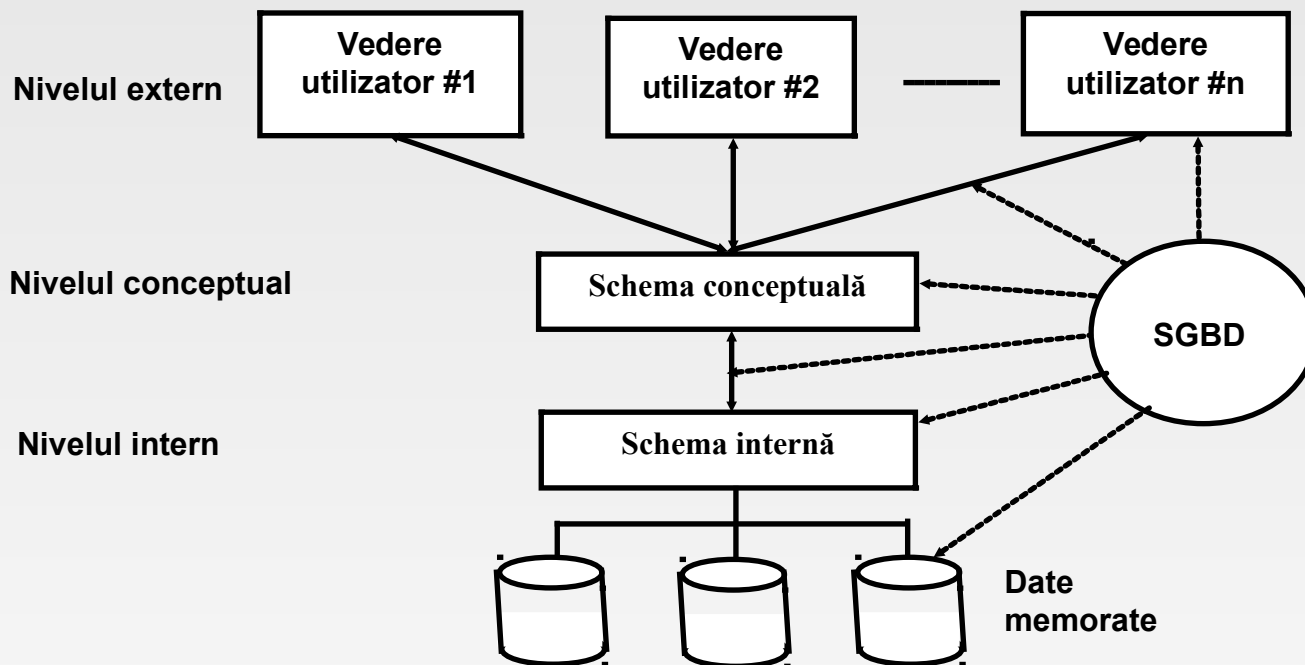 Vedere
utilizator #1
Vedere
utilizator #2
Vedere
utilizator #n
Nivelul extern
Nivelul conceptual
Schema conceptuală
SGBD
Nivelul intern
Schema internă
Date
memorate